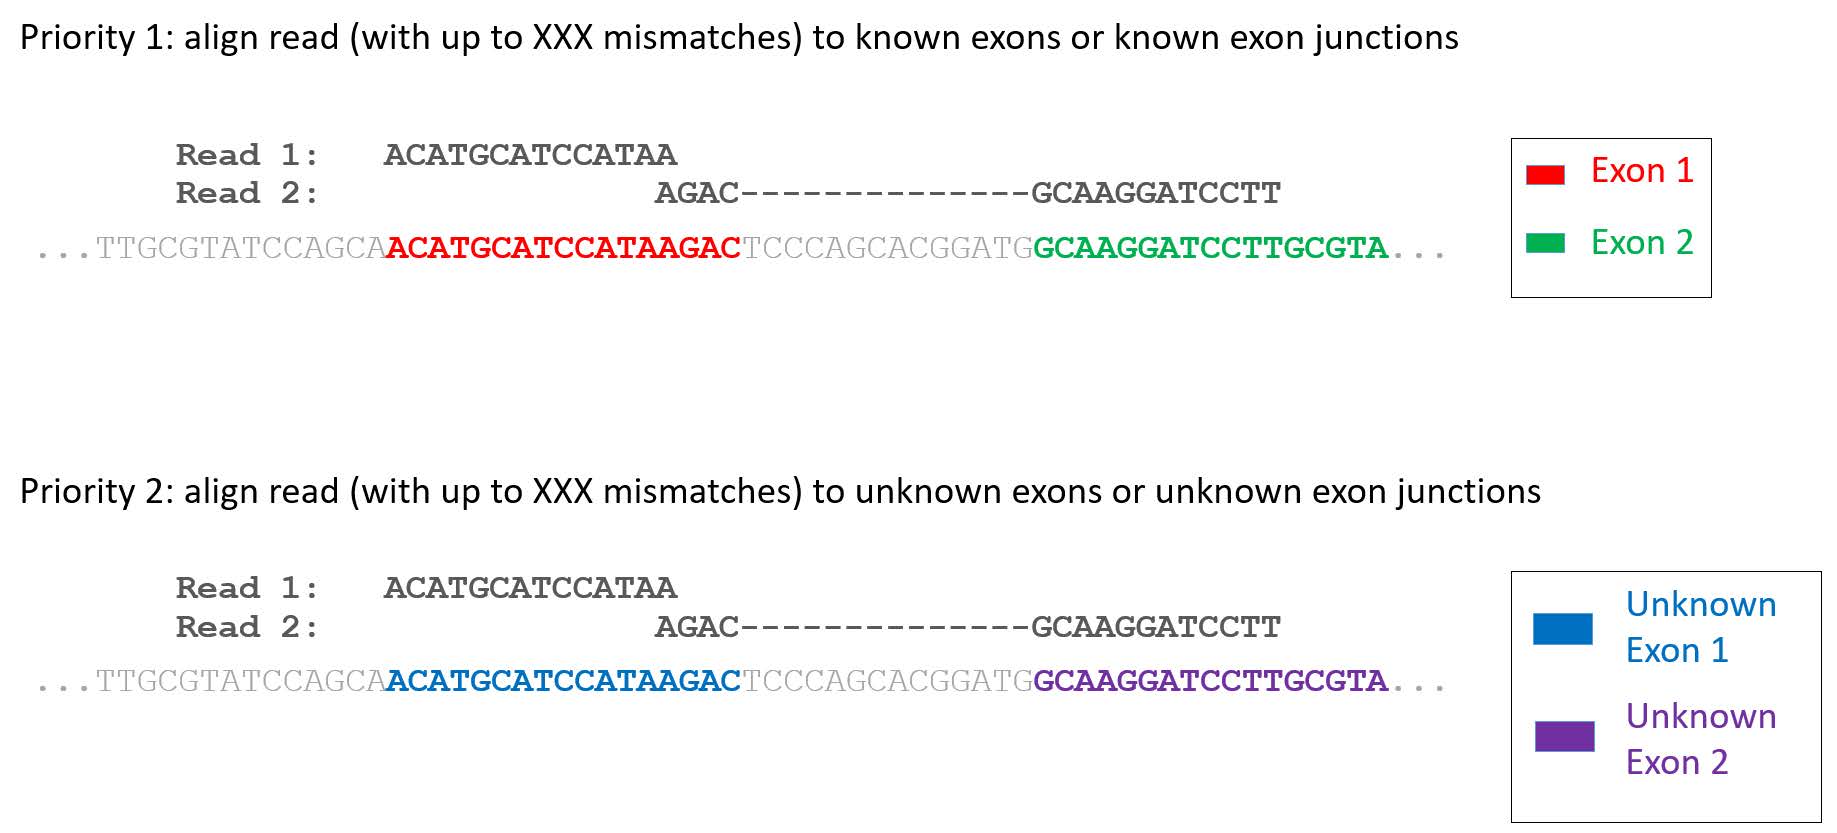 Priority 1: align read (with up to XXX mismatches) to known exons or known exon junctions
Read 1: ACATGCATCCATAA
Read 2: AGAC--------------GCAAGGATCCTT
...TTGCGTATCCAGCAACATGCATCCATAAGACTCCCAGCACGGATGGCAAGGATCCTTGCGTA...
Exon 1
Exon 2
Priority 2: align read (with up to XXX mismatches) to unknown exons or unknown exon junctions
Read 1: ACATGCATCCATAA
Read 2: AGAC--------------GCAAGGATCCTT
...TTGCGTATCCAGCAACATGCATCCATAAGACTCCCAGCACGGATGGCAAGGATCCTTGCGTA...
Unknown
Exon 1
Unknown
Exon 2